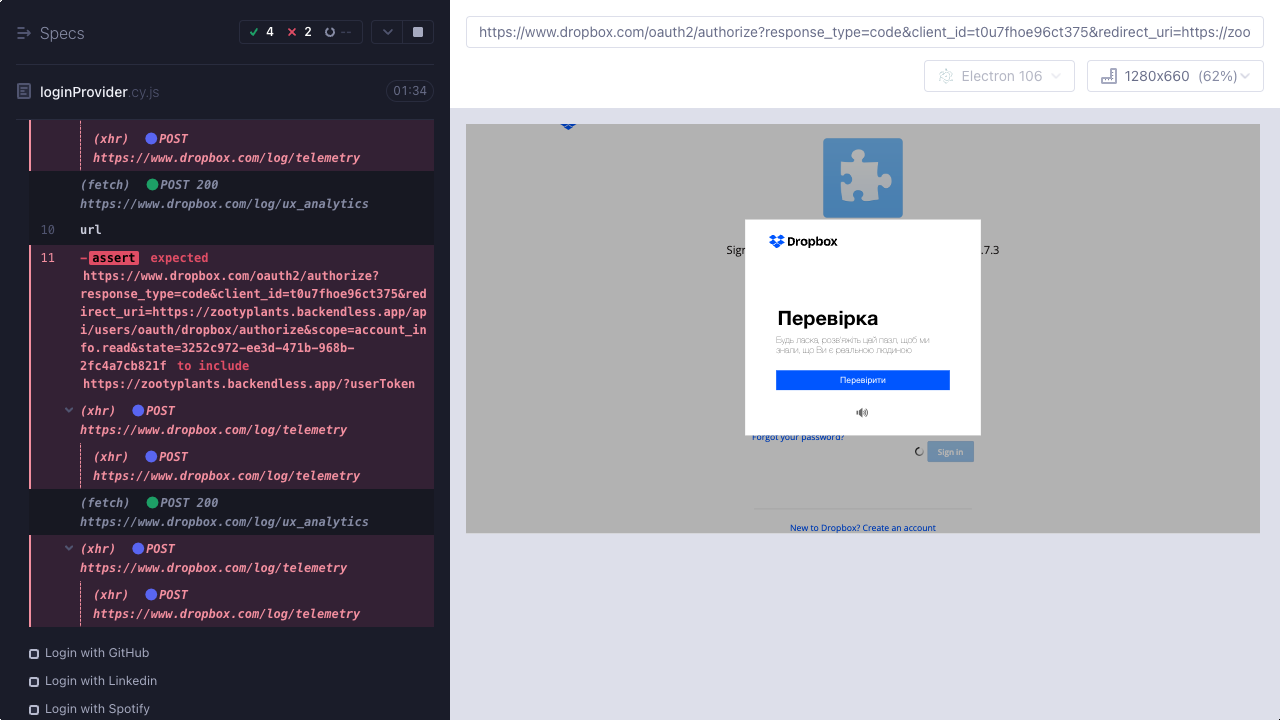 Specs
4
2
--
loginProvider.cy.js
01:34
(xhr) POST
https://www.dropbox.com/log/telemetry
(fetch) POST 200
https://www.dropbox.com/log/ux_analytics
10 url
11 -assert expected
https://www.dropbox.com/oauth2/authorize?
response_type=code&client_id=t0u7fhoe96ct375&red
irect_uri=https://zootyplants.backendless.app/ap
i/users/oauth/dropbox/authorize&scope=account_in
fo.read&state=3252c972-ee3d-471b-968b-
2fc4a7cb821f to include
https://zootyplants.backendless.app/?userToken
(xhr) POST
https://www.dropbox.com/log/telemetry
(xhr) POST
https://www.dropbox.com/log/telemetry
(fetch) POST 200
https://www.dropbox.com/log/ux_analytics
(xhr) POST
https://www.dropbox.com/log/telemetry
(xhr) POST
https://www.dropbox.com/log/telemetry
Login with GitHub
Login with Linkedin
Login with Spotify
https://www.dropbox.com/oauth2/authorize?response_type=code&client_id=t0u7fhoe96ct375&redirect_uri=https://zoo
Electron 106
1280x660 (62%)
Sign
.7.3
Dropbox
Перевірка
Будь ласка, розв'яжіть цей пазл, щоб ми
знали, що Ви є реальною людиною
Перевірити
Forgot your password?
Sign in
New to Dropbox? Create an account